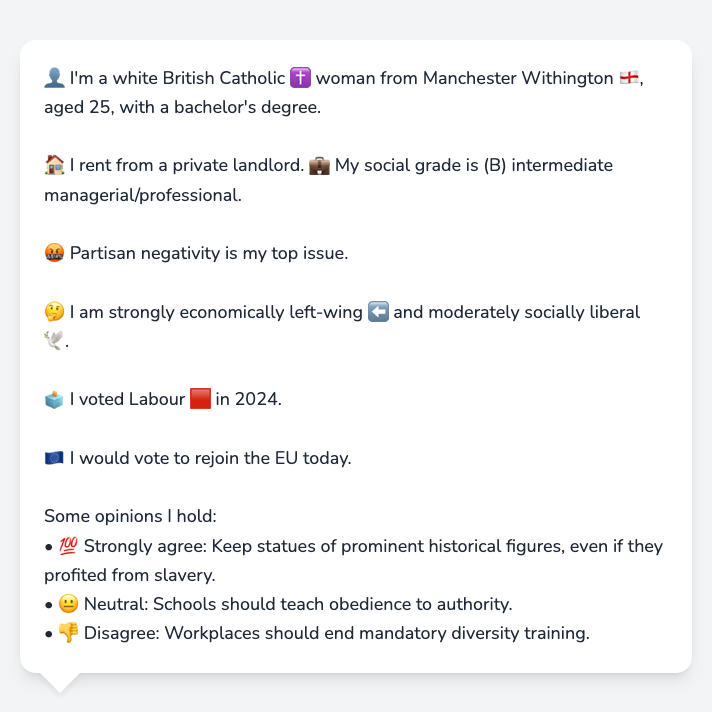 👤 I'm a white British Catholic ✝️ woman from Manchester Withington 🏴󠁧󠁢󠁥󠁮󠁧󠁿,
aged 25, with a bachelor's degree.
🏠 I rent from a private landlord. 💼 My social grade is (B) intermediate
managerial/professional.
🤬 Partisan negativity is my top issue.
🤔 I am strongly economically left-wing ⬅️ and moderately socially liberal
🕊️.
🗳️ I voted Labour 🟥 in 2024.
🇪🇺 I would vote to rejoin the EU today.
Some opinions I hold:
• 💯 Strongly agree: Keep statues of prominent historical figures, even if they
profited from slavery.
• 😐 Neutral: Schools should teach obedience to authority.
• 👎 Disagree: Workplaces should end mandatory diversity training.